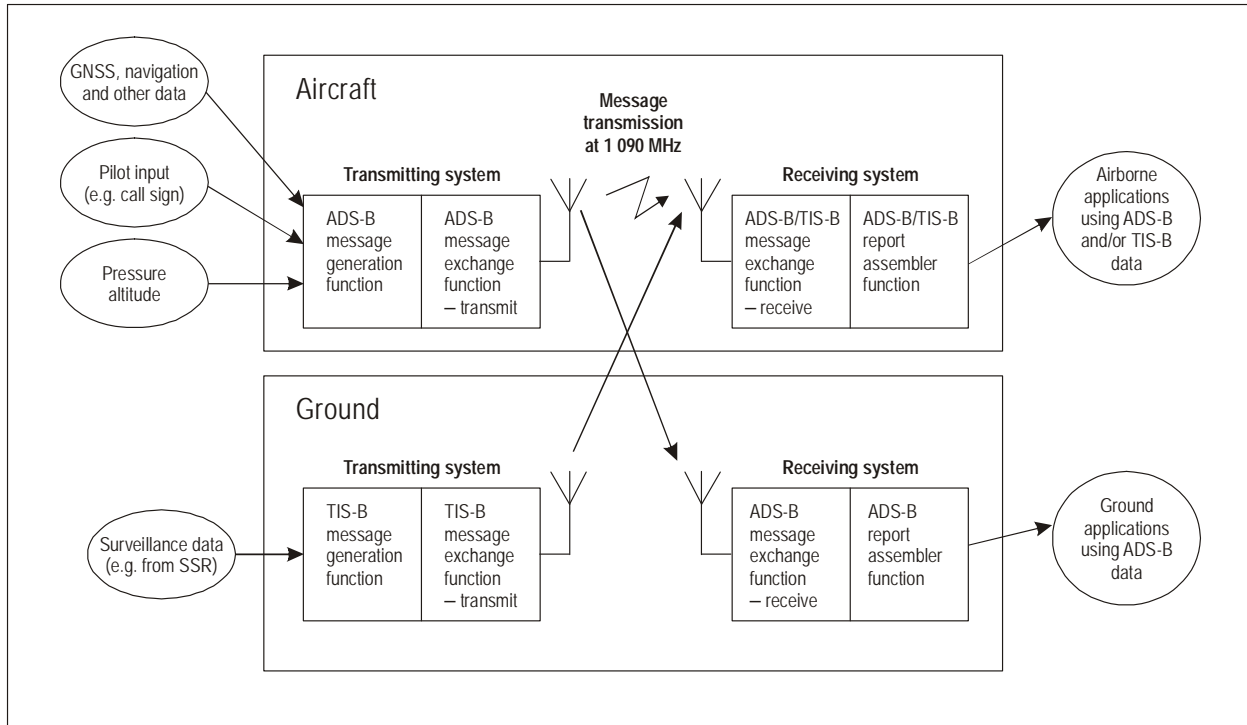 GNSS, navigation
and other data
Pilot input
(e.g. call sign)
Pressure
altitude
Aircraft
Message
transmission
at 1 090 MHz
Transmitting system
ADS-B
message
generation
function
ADS-B
message
exchange
function
– transmit
Receiving system
ADS-B/TIS-B
message
exchange
function
– receive
ADS-B/TIS-B
report
assembler
function
Airborne
applications
using ADS-B
and/or TIS-B
data
Ground
Surveillance data
(e.g. from SSR)
Transmitting system
TIS-B
message
generation
function
TIS-B
message
exchange
function
– transmit
Receiving system
ADS-B
message
exchange
function
– receive
ADS-B
report
assembler
function
Ground
applications
using ADS-B
data